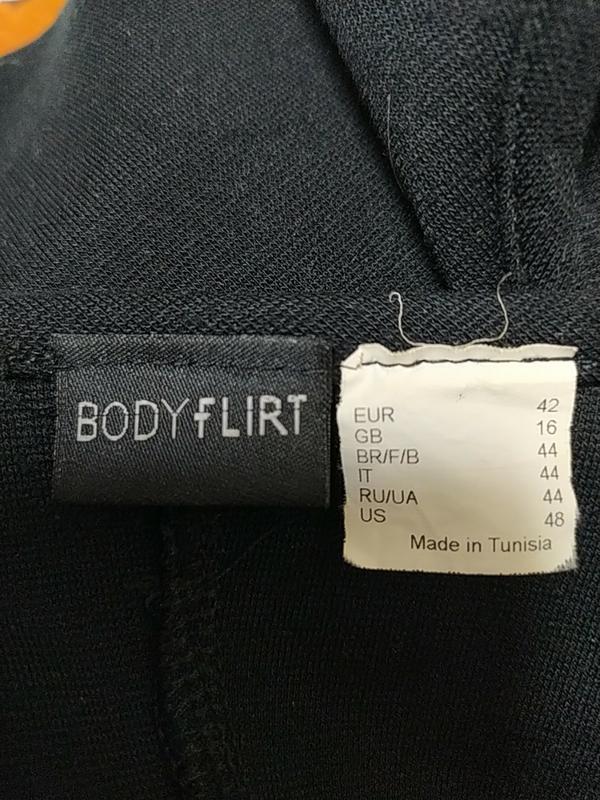 BODYFLIRT
EUR 42
GB 16
BR/F/B 44
IT 44
RU/UA 44
US 48
Made in Tunisia